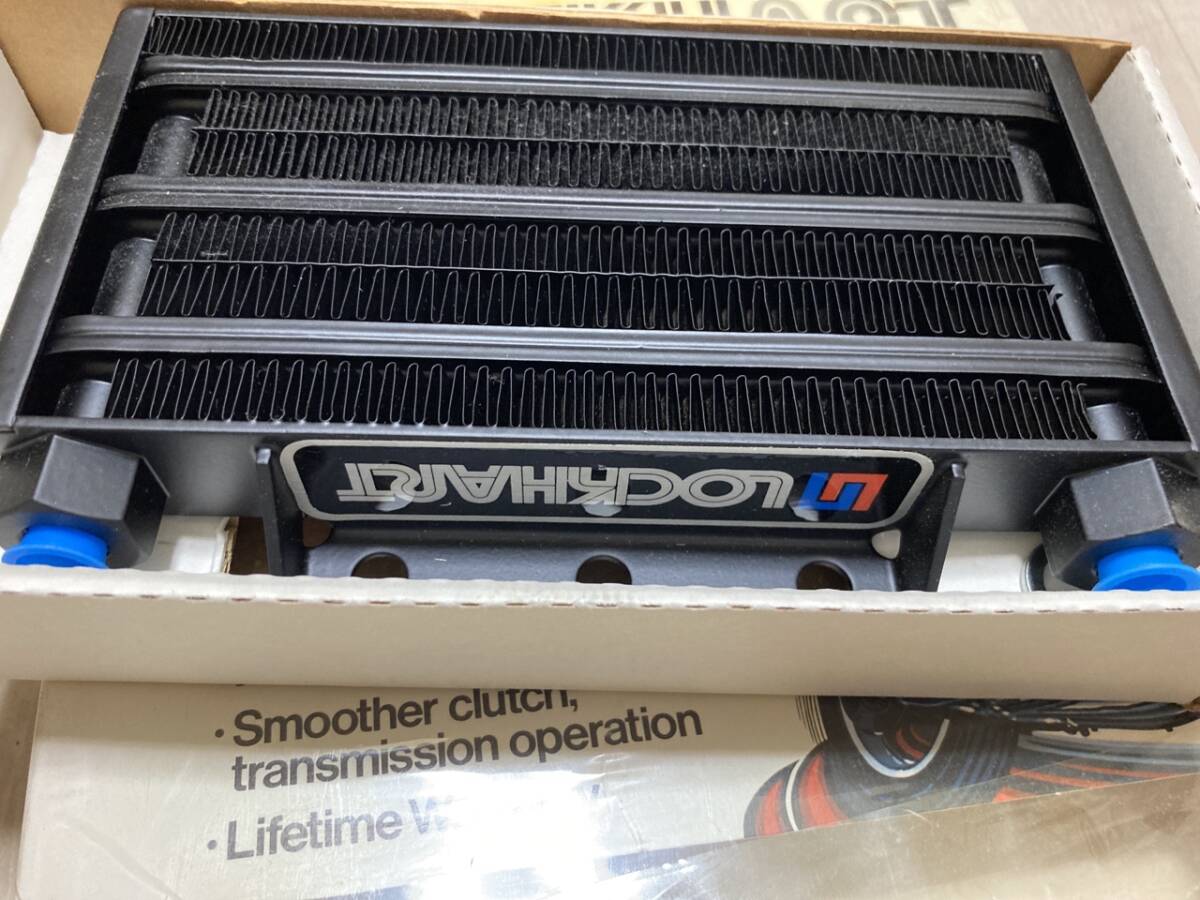 LOCKHART
• Smoother clutch,
transmission operation
• Lifetime